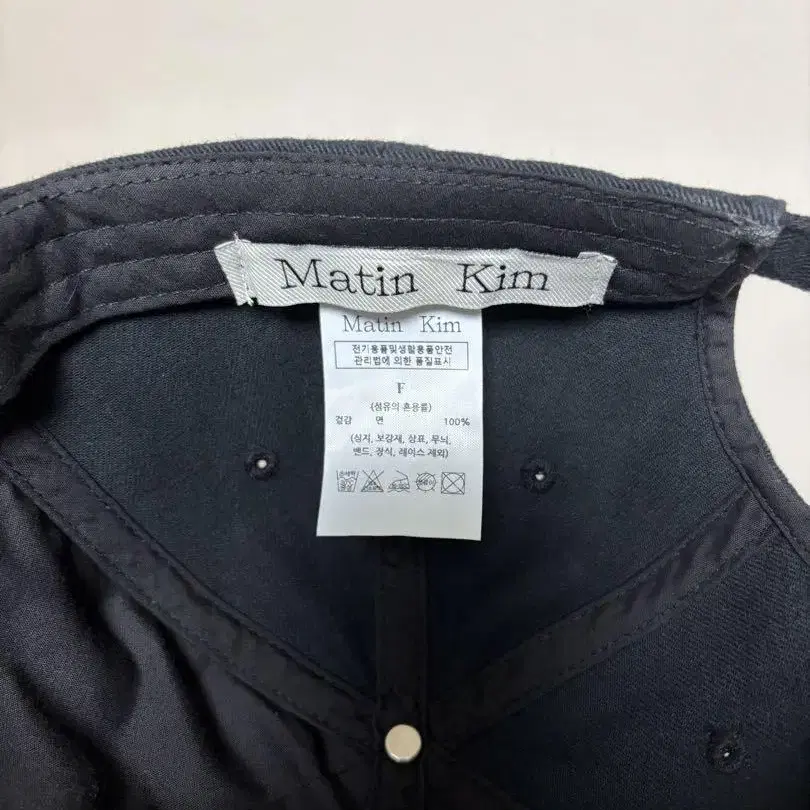 Matin Kim
Matin Kim
전기용품및생활용품안전
관리법에 의한 품질표시
F
(섬유의 혼용률)
겉감 면 100%
(심지, 보강재, 상표, 무늬,
밴드, 장식, 레이스 제외)